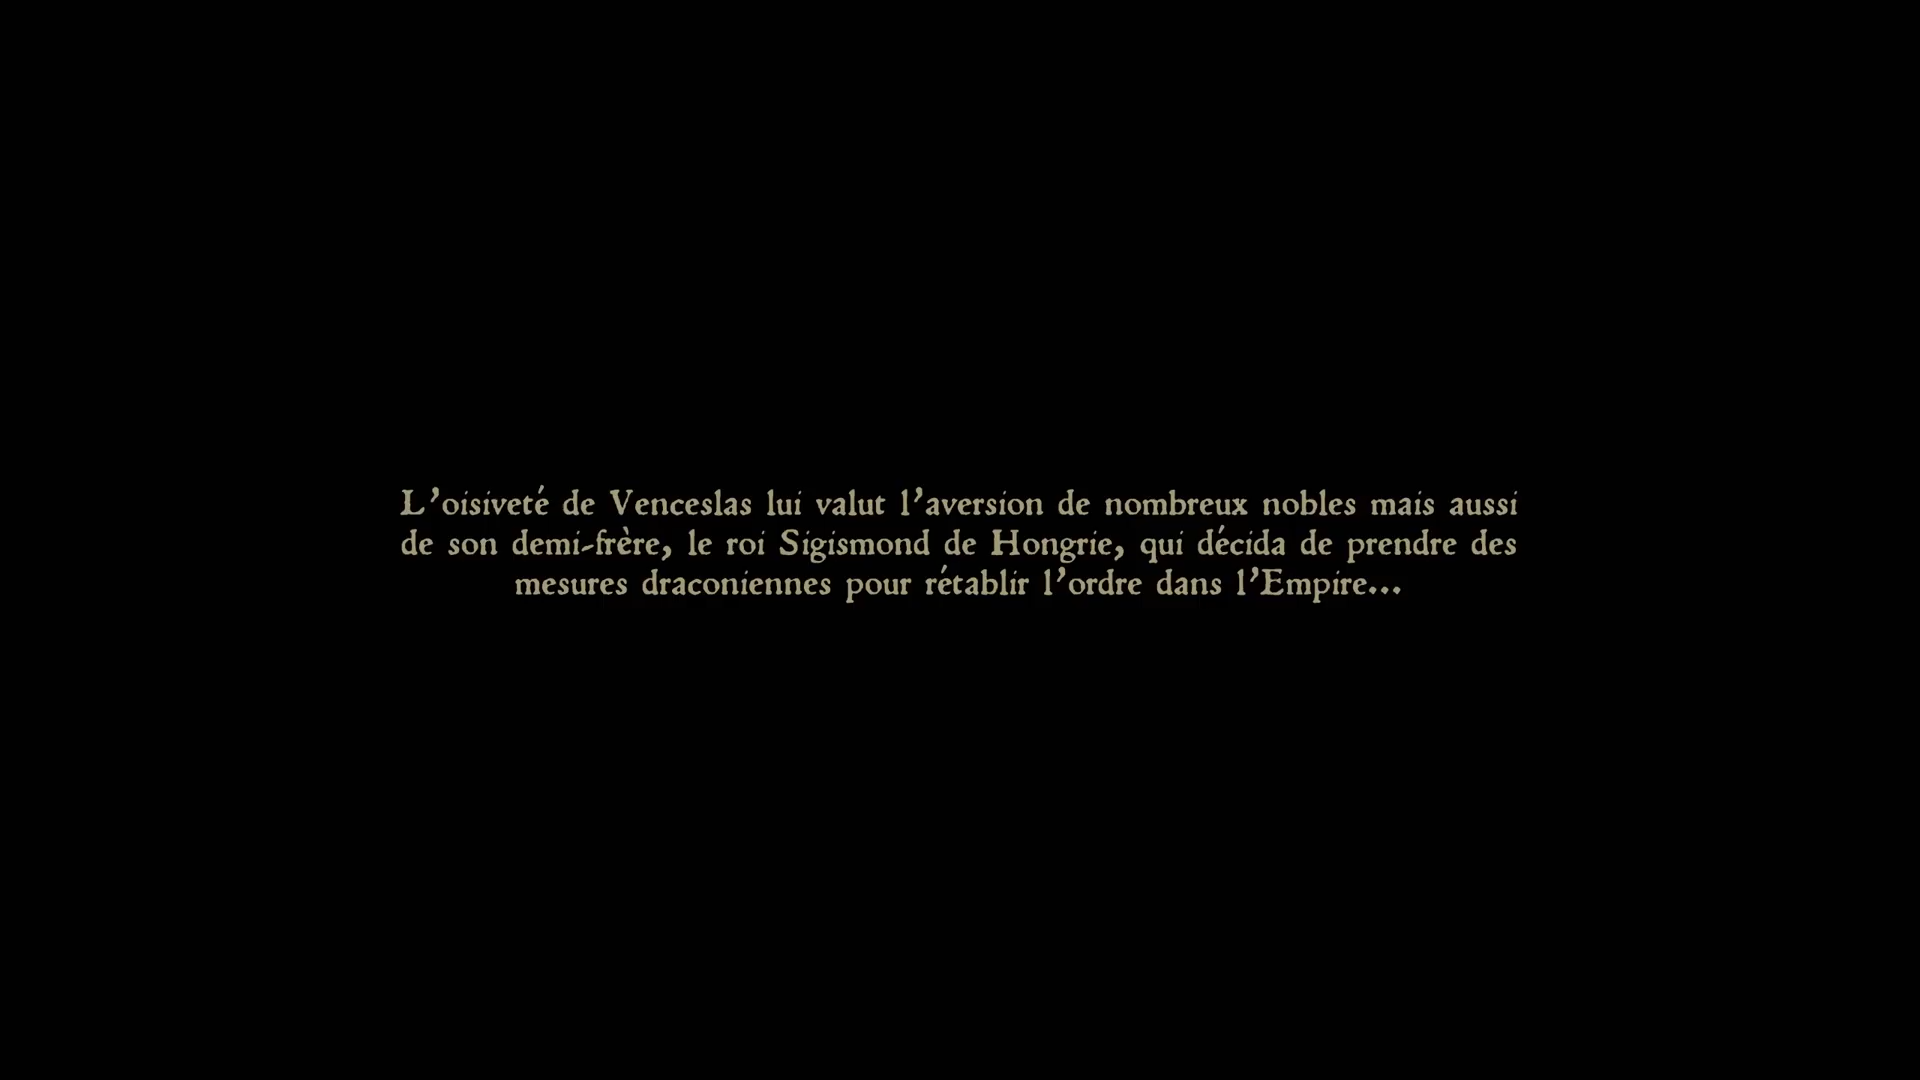 L’oisiveté de Venceslas lui valut l’aversion de nombreux nobles mais aussi
de son demi-frère, le roi Sigismond de Hongrie, qui décida de prendre des
mesures draconiennes pour rétablir l’ordre dans l’Empire...